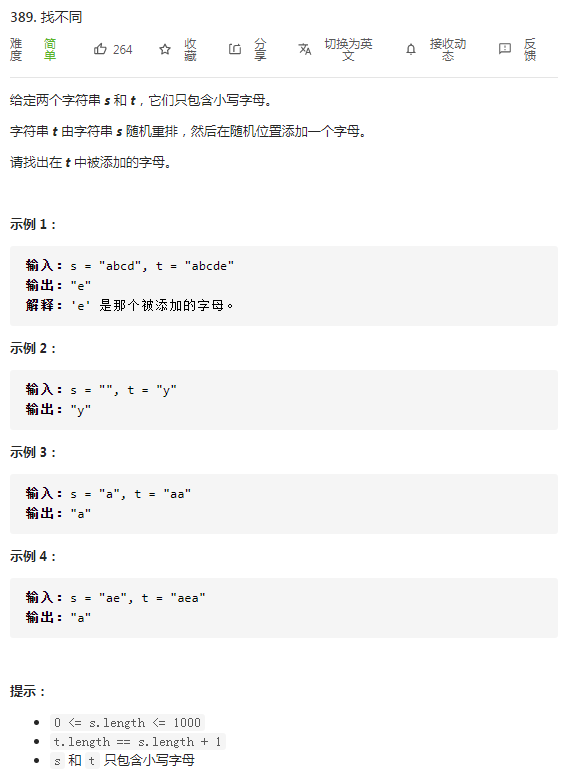 389. 找不同
难度 简单 264 收藏 分享 切换为英文 接收动态 反馈
给定两个字符串 s 和 t，它们只包含小写字母。
字符串 t 由字符串 s 随机重排，然后在随机位置添加一个字母。
请找出在 t 中被添加的字母。
示例 1：
输入：s = "abcd", t = "abcde"
输出："e"
解释：'e' 是那个被添加的字母。
示例 2：
输入：s = "", t = "y"
输出："y"
示例 3：
输入：s = "a", t = "aa"
输出："a"
示例 4：
输入：s = "ae", t = "aea"
输出："a"
提示：
0 <= s.length <= 1000
t.length == s.length + 1
s 和 t 只包含小写字母